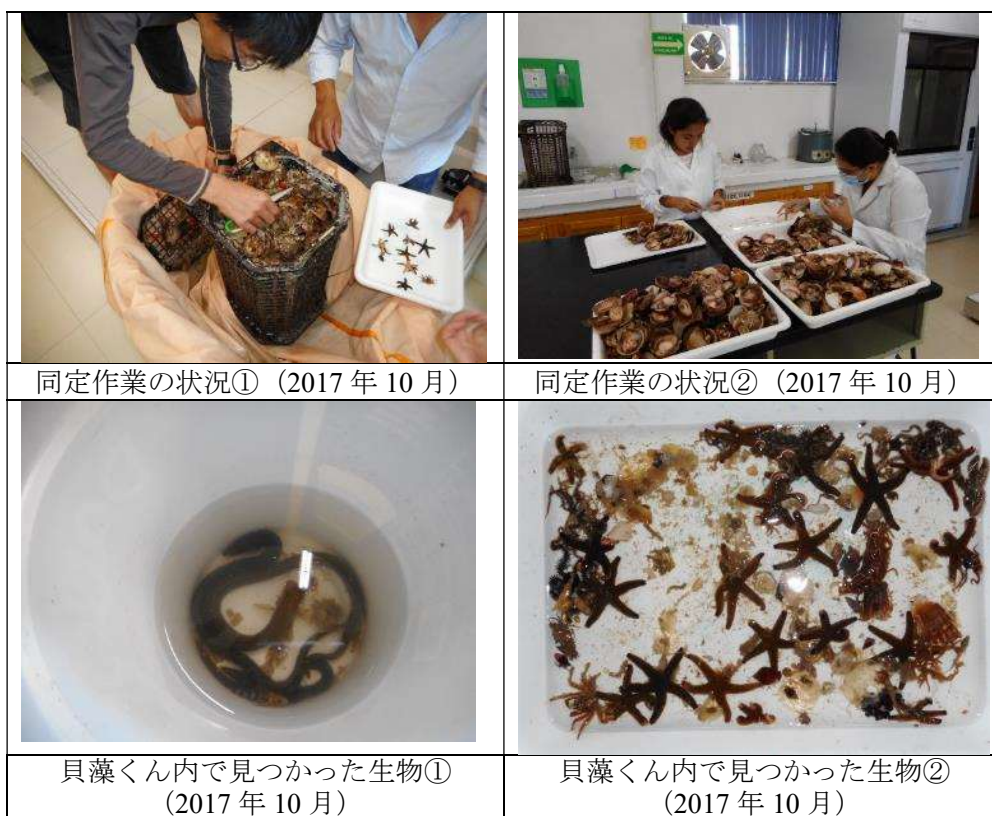 同定作業の状況①（2017 年 10 月）
同定作業の状況②（2017 年 10 月）
貝藻くん内で見つかった生物①
（2017 年 10 月）
貝藻くん内で見つかった生物②
（2017 年 10 月）